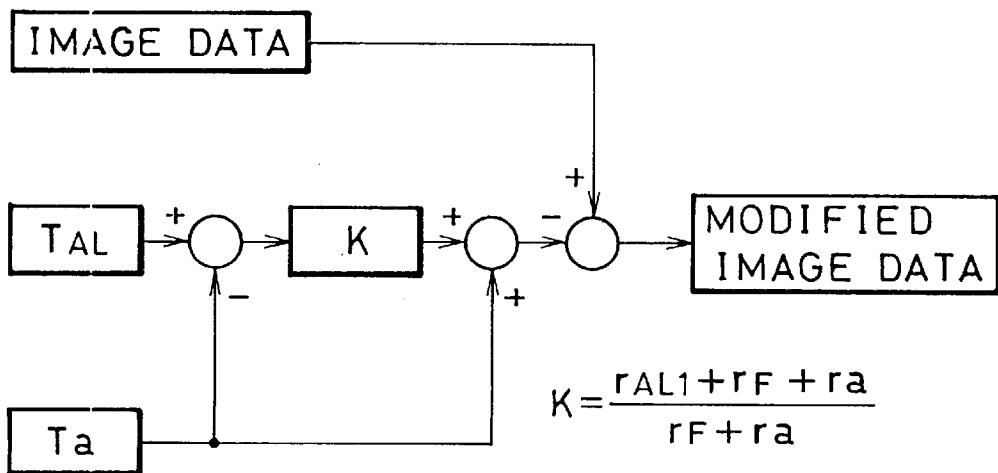 IMAGE DATA
+
TAL
+
K
+
-
MODIFIED
IMAGE DATA
-
+
Ta
K = rAL1 + rF + ra
rF + ra